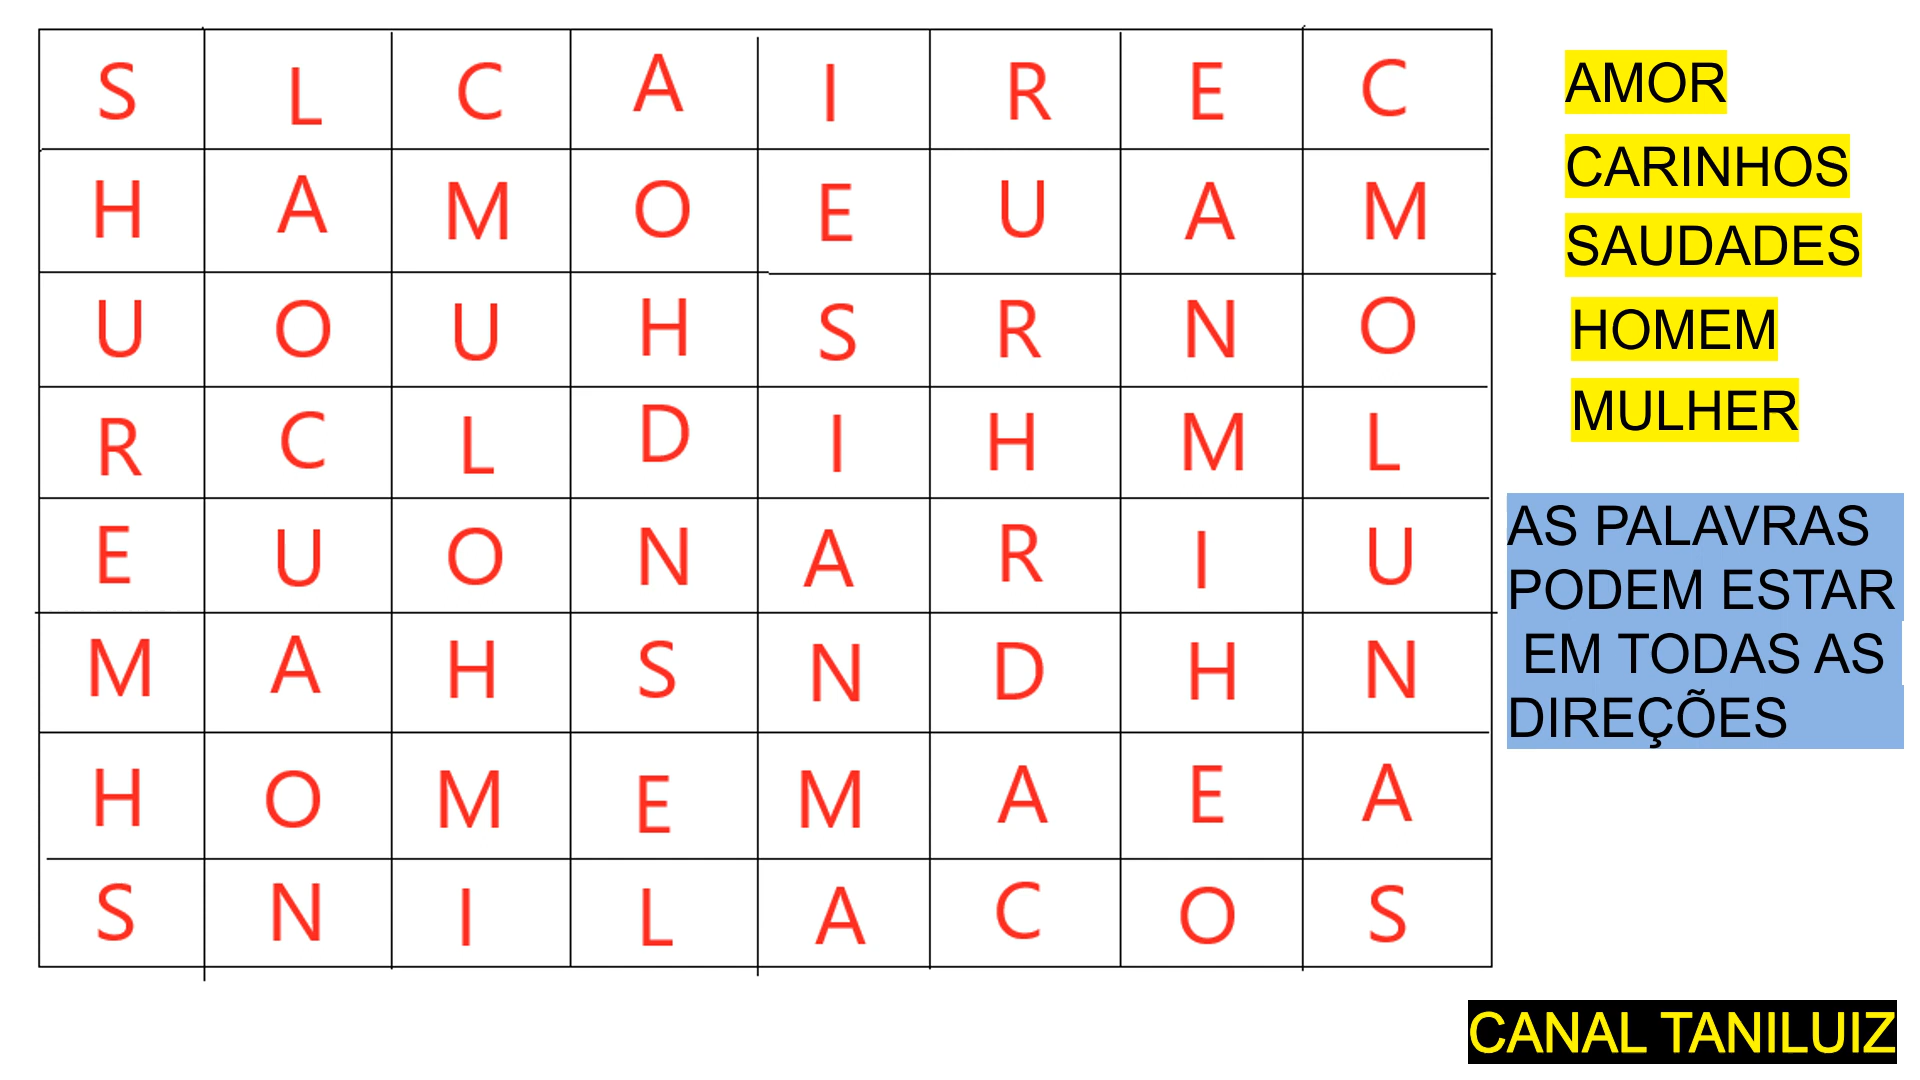 S L C A I R E C
H A M O E U A M
U O U H S R N O
R C L D I H M L
E U O N A R I U
M A H S N D H N
H O M E M A E A
S N I L A C O S
AMOR
CARINHOS
SAUDADES
HOMEM
MULHER
AS PALAVRAS
PODEM ESTAR
EM TODAS AS
DIREÇÕES
CANAL TANILUIZ